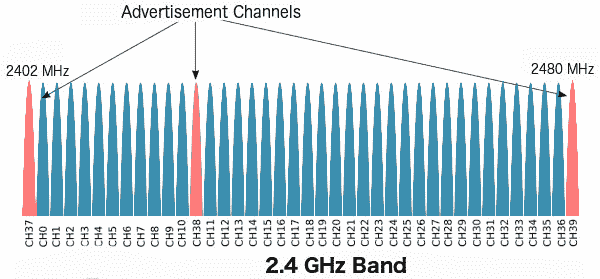 Advertisement Channels
2402 MHz
2480 MHz
CH37 CH0 CH1 CH2 CH3 CH4 CH5 CH6 CH7 CH8 CH9 CH10 CH38 CH11 CH12 CH13 CH14 CH15 CH16 CH17 CH18 CH19 CH20 CH21 CH22 CH23 CH24 CH25 CH26 CH27 CH28 CH29 CH30 CH31 CH32 CH33 CH34 CH35 CH36 CH39
2.4 GHz Band